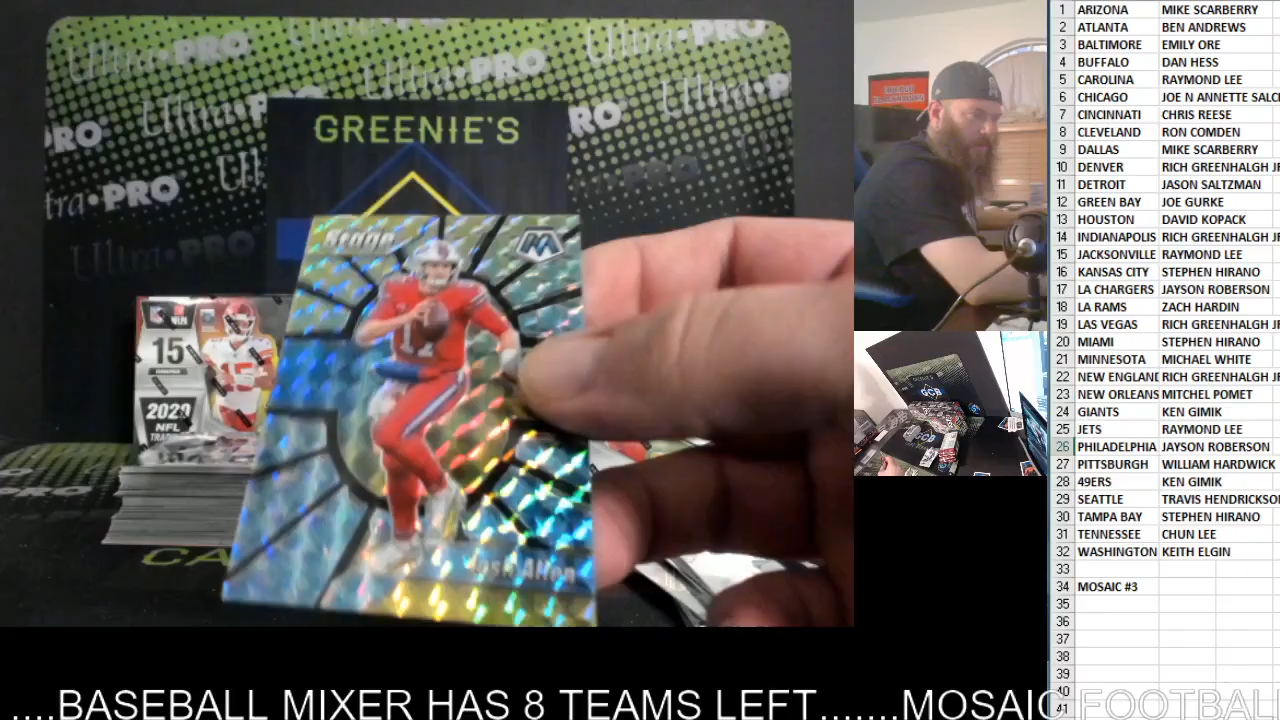 Ultra·PRO
GREENIE'S
Stage
M
17
Josh Allen
15
2020
NFL
1 ARIZONA MIKE SCARBERRY
2 ATLANTA BEN ANDREWS
3 BALTIMORE EMILY ORE
4 BUFFALO DAN HESS
5 CAROLINA RAYMOND LEE
6 CHICAGO JOE N ANNETTE SALCI
7 CINCINNATI CHRIS REESE
8 CLEVELAND RON COMDEN
9 DALLAS MIKE SCARBERRY
10 DENVER RICH GREENHALGH JR
11 DETROIT JASON SALTZMAN
12 GREEN BAY JOE GURKE
13 HOUSTON DAVID KOPACK
14 INDIANAPOLIS RICH GREENHALGH JR
15 JACKSONVILLE RAYMOND LEE
16 KANSAS CITY STEPHEN HIRANO
17 LA CHARGERS JAYSON ROBERSON
18 LA RAMS ZACH HARDIN
19 LAS VEGAS RICH GREENHALGH JR
20 MIAMI STEPHEN HIRANO
21 MINNESOTA MICHAEL WHITE
22 NEW ENGLAND RICH GREENHALGH JR
23 NEW ORLEANS MITCHEL POMET
24 GIANTS KEN GIMIK
25 JETS RAYMOND LEE
26 PHILADELPHIA JAYSON ROBERSON
27 PITTSBURGH WILLIAM HARDWICK
28 49ERS KEN GIMIK
29 SEATTLE TRAVIS HENDRICKSON
30 TAMPA BAY STEPHEN HIRANO
31 TENNESSEE CHUN LEE
32 WASHINGTON KEITH ELGIN
33
34 MOSAIC #3
35
36
37
38
39
40
41
....BASEBALL MIXER HAS 8 TEAMS LEFT.......MOSAIC FOOTBALL